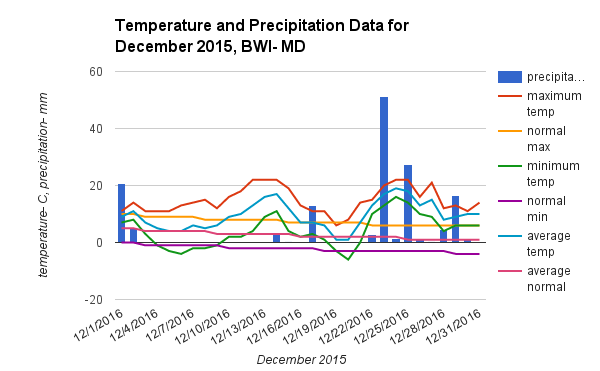 Temperature and Precipitation Data for
December 2015, BWI- MD
temperature- C, precipitation- mm
60
40
20
0
-20
12/1/2016
12/4/2016
12/7/2016
12/10/2016
12/13/2016
12/16/2016
12/19/2016
12/22/2016
12/25/2016
12/28/2016
12/31/2016
December 2015
precipita...
maximum
temp
normal
max
minimum
temp
normal
min
average
temp
average
normal